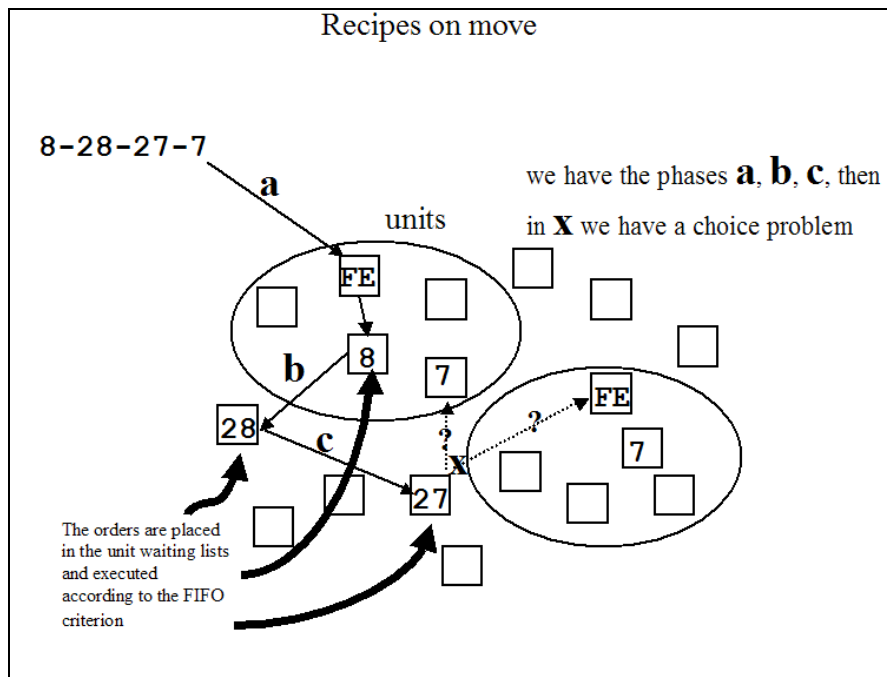 Recipes on move
8-28-27-7
a
we have the phases a, b, c, then
in x we have a choice problem
units
FE
8
b
7
FE
28
c
?
?
7
x
27
The orders are placed
in the unit waiting lists
and executed
according to the FIFO
criterion